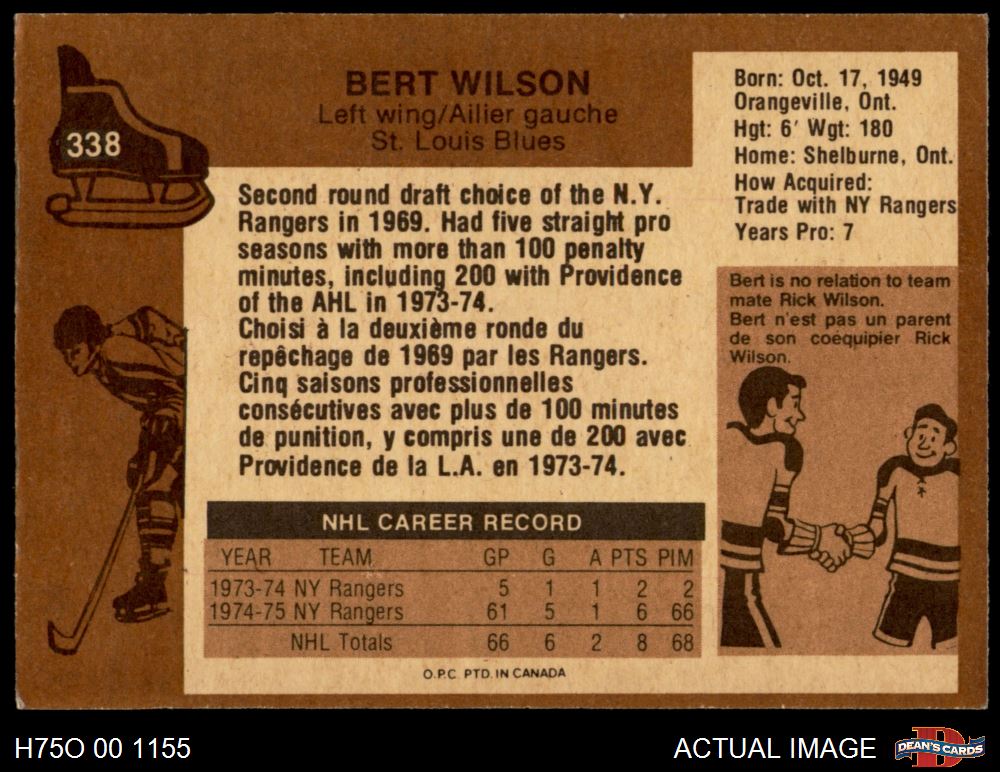 338
BERT WILSON
Left wing/Ailier gauche
St. Louis Blues
Born: Oct. 17, 1949
Orangeville, Ont.
Hgt: 6' Wgt: 180
Home: Shelburne, Ont.
How Acquired:
Trade with NY Rangers
Years Pro: 7
Second round draft choice of the N.Y.
Rangers in 1969. Had five straight pro
seasons with more than 100 penalty
minutes, including 200 with Providence
of the AHL in 1973-74.
Choisi à la deuxième ronde du
repêchage de 1969 par les Rangers.
Cinq saisons professionnelles
consécutives avec plus de 100 minutes
de punition, y compris une de 200 avec
Providence de la L.A. en 1973-74.
Bert is no relation to team
mate Rick Wilson.
Bert n'est pas un parent
de son coéquipier Rick
Wilson.
NHL CAREER RECORD
YEAR TEAM GP G A PTS PIM
1973-74 NY Rangers 5 1 1 2 2
1974-75 NY Rangers 61 5 1 6 66
NHL Totals 66 6 2 8 68
O.P.C. PTD. IN CANADA
H75O 00 1155
ACTUAL IMAGE
D
DEAN'S CARDS